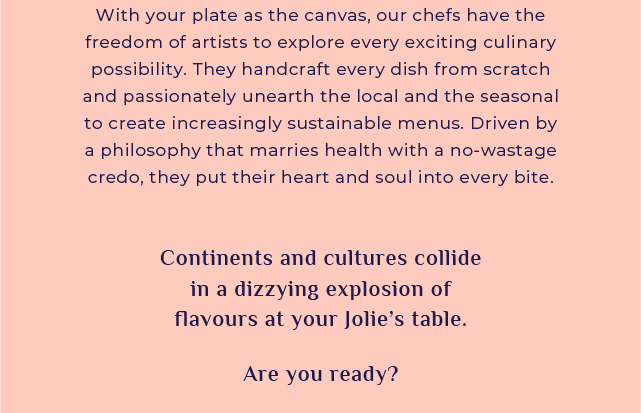 With your plate as the canvas, our chefs have the
freedom of artists to explore every exciting culinary
possibility. They handcraft every dish from scratch
and passionately unearth the local and the seasonal
to create increasingly sustainable menus. Driven by
a philosophy that marries health with a no-wastage
credo, they put their heart and soul into every bite.
Continents and cultures collide
in a dizzying explosion of
flavours at your Jolie’s table.
Are you ready?